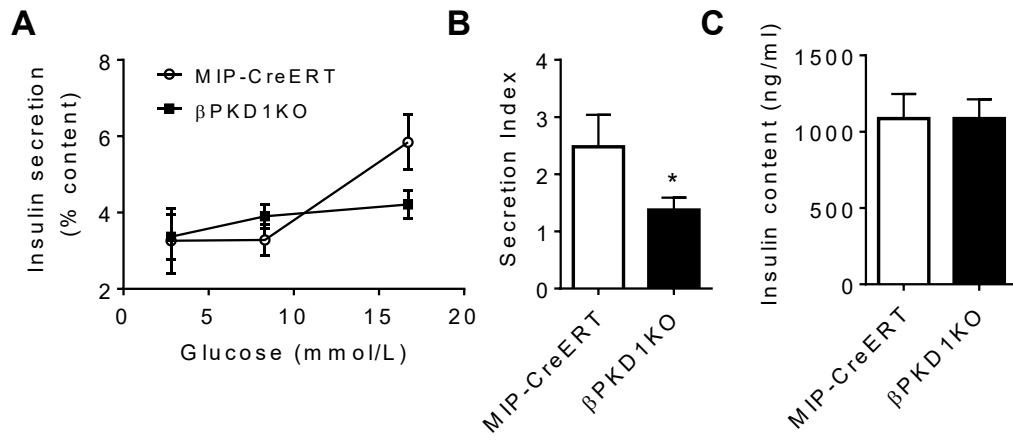 A
Insulin secretion
(% content)
8
6
4
2
MIP-CreERT
βPKD1KO
0 5 10 15 20
Glucose (mmol/L)
B
Secretion Index
4
3
2
1
0
*
MIP-CreERT
βPKD1KO
C
Insulin content (ng/ml)
1500
1000
500
0
MIP-CreERT
βPKD1KO